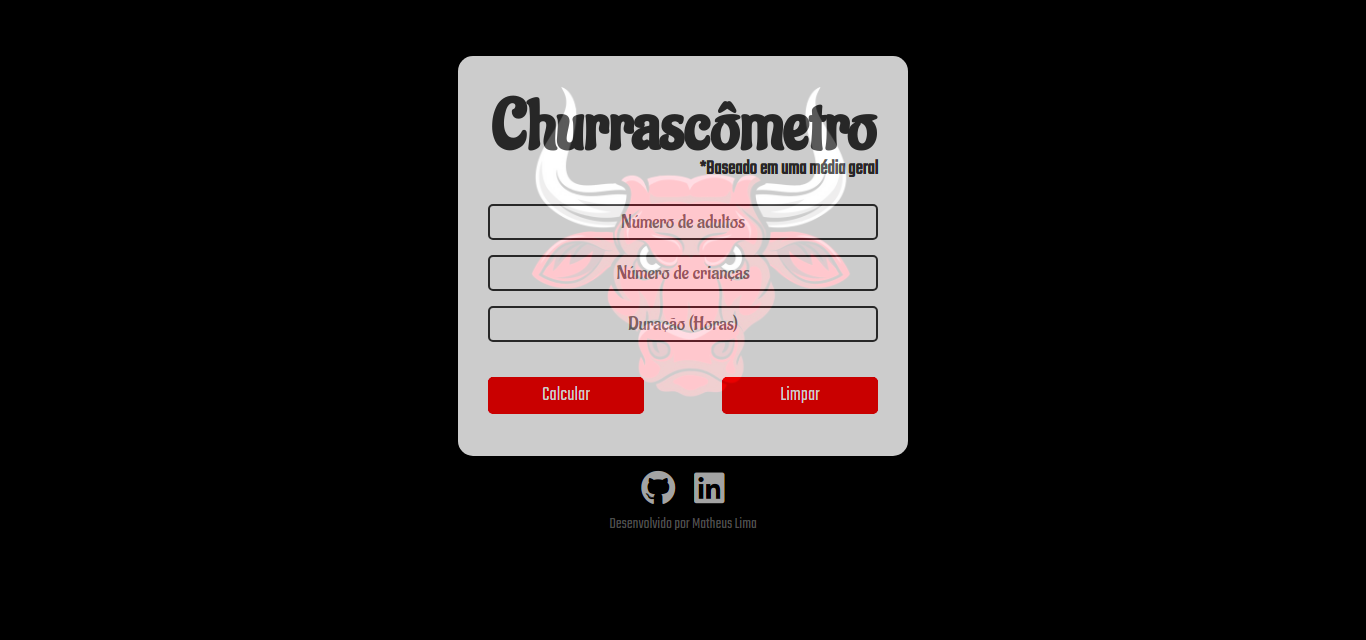 Churrascômetro
*Baseado em uma média geral
Número de adultos
Número de crianças
Duração (Horas)
Calcular
Limpar
in
Desenvolvido por Matheus Lima